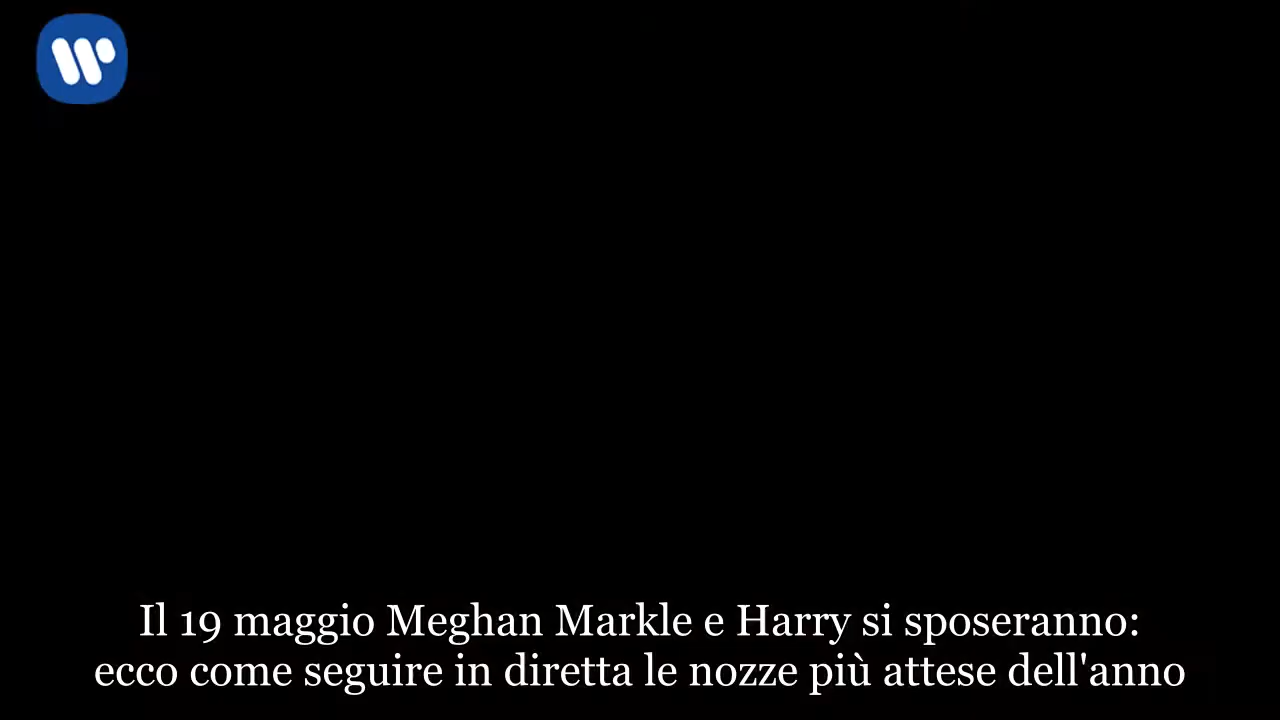 Il 19 maggio Meghan Markle e Harry si sposeranno:
ecco come seguire in diretta le nozze più attese dell'anno